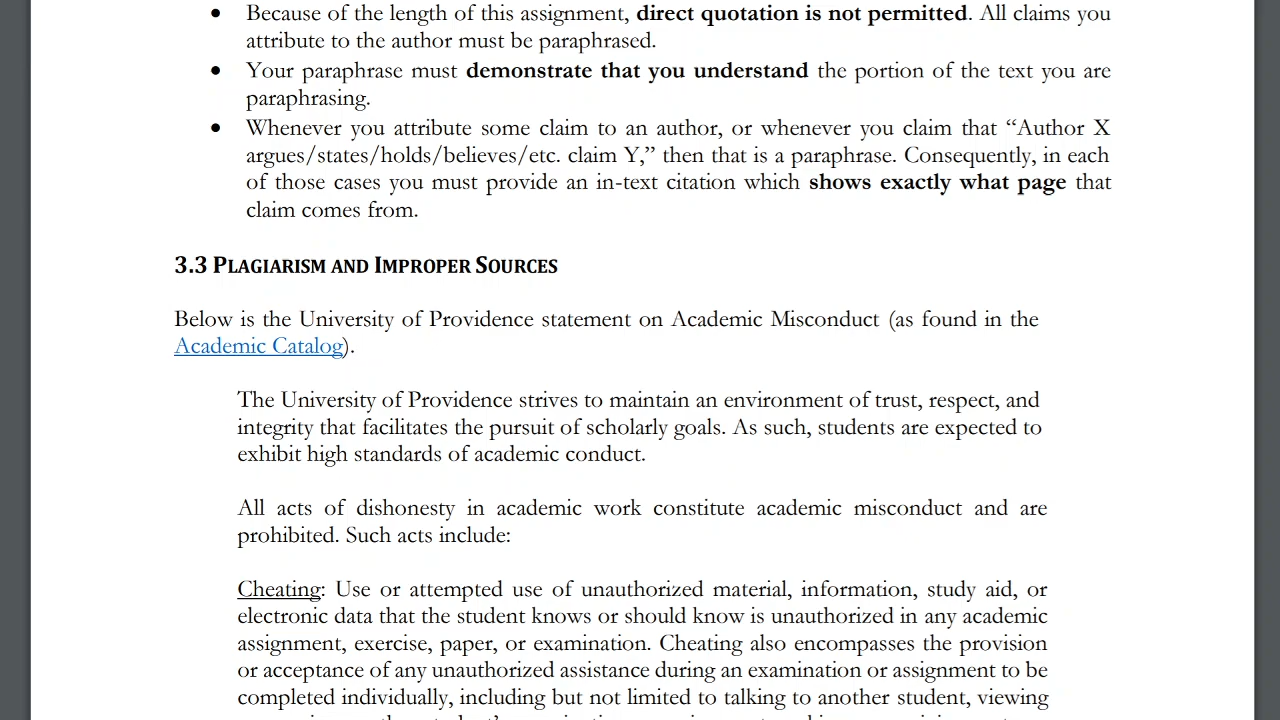 • Because of the length of this assignment, direct quotation is not permitted. All claims you
attribute to the author must be paraphrased.
• Your paraphrase must demonstrate that you understand the portion of the text you are
paraphrasing.
• Whenever you attribute some claim to an author, or whenever you claim that “Author X
argues/states/holds/believes/etc. claim Y,” then that is a paraphrase. Consequently, in each
of those cases you must provide an in-text citation which shows exactly what page that
claim comes from.
3.3 PLAGIARISM AND IMPROPER SOURCES
Below is the University of Providence statement on Academic Misconduct (as found in the
Academic Catalog).
The University of Providence strives to maintain an environment of trust, respect, and
integrity that facilitates the pursuit of scholarly goals. As such, students are expected to
exhibit high standards of academic conduct.
All acts of dishonesty in academic work constitute academic misconduct and are
prohibited. Such acts include:
Cheating: Use or attempted use of unauthorized material, information, study aid, or
electronic data that the student knows or should know is unauthorized in any academic
assignment, exercise, paper, or examination. Cheating also encompasses the provision
or acceptance of any unauthorized assistance during an examination or assignment to be
completed individually, including but not limited to talking to another student, viewing